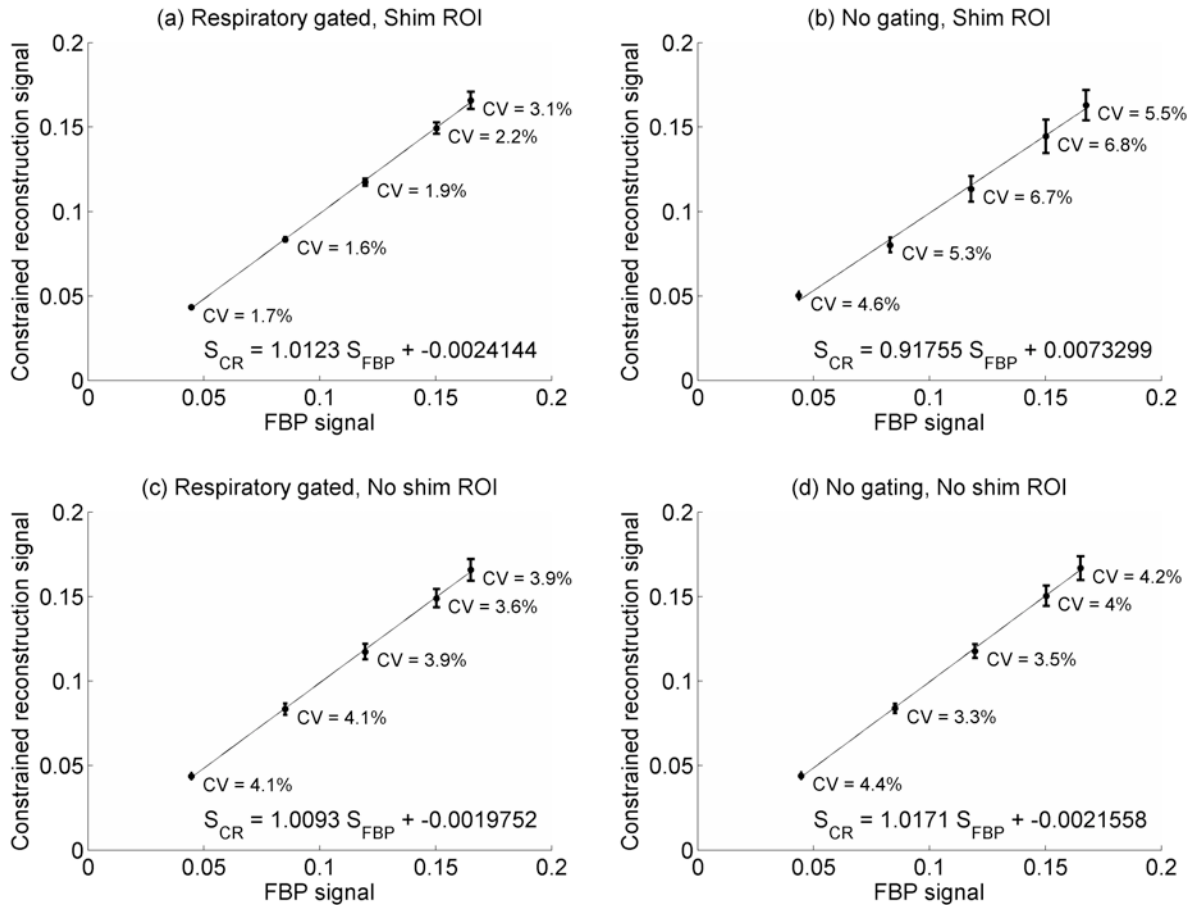 (a) Respiratory gated, Shim ROI
Constrained reconstruction signal
0.2
0.15
0.1
0.05
0
CV = 3.1%
CV = 2.2%
CV = 1.9%
CV = 1.6%
CV = 1.7%
S_CR = 1.0123 S_FBP + -0.0024144
0 0.05 0.1 0.15 0.2
FBP signal
(b) No gating, Shim ROI
Constrained reconstruction signal
0.2
0.15
0.1
0.05
0
CV = 5.5%
CV = 6.8%
CV = 6.7%
CV = 5.3%
CV = 4.6%
S_CR = 0.91755 S_FBP + 0.0073299
0 0.05 0.1 0.15 0.2
FBP signal
(c) Respiratory gated, No shim ROI
Constrained reconstruction signal
0.2
0.15
0.1
0.05
0
CV = 3.9%
CV = 3.6%
CV = 3.9%
CV = 4.1%
CV = 4.1%
S_CR = 1.0093 S_FBP + -0.0019752
0 0.05 0.1 0.15 0.2
FBP signal
(d) No gating, No shim ROI
Constrained reconstruction signal
0.2
0.15
0.1
0.05
0
CV = 4.2%
CV = 4%
CV = 3.5%
CV = 3.3%
CV = 4.4%
S_CR = 1.0171 S_FBP + -0.0021558
0 0.05 0.1 0.15 0.2
FBP signal